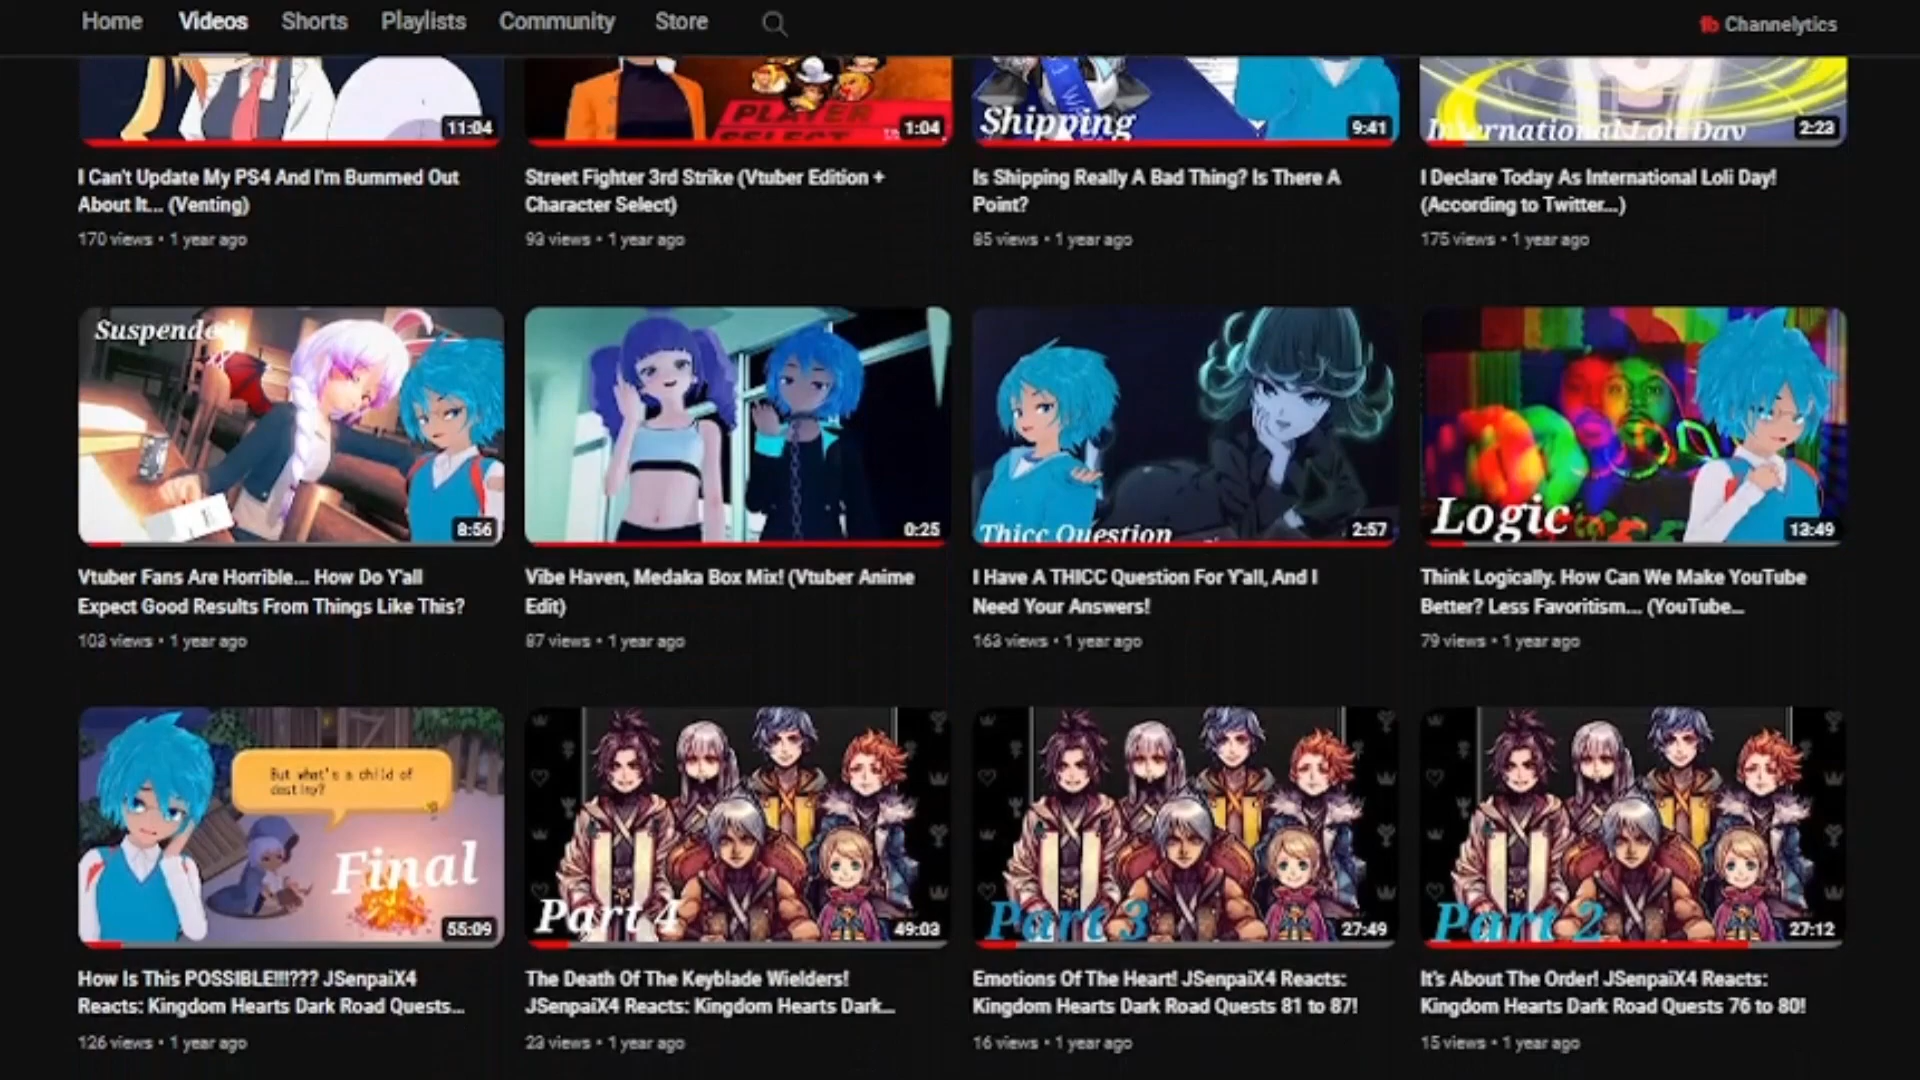 Home Videos Shorts Playlists Community Store Channelytics
11:04
PLAYER
SELECT
1:04
Shipping
9:41
International Loli Day
2:23
I Can't Update My PS4 And I'm Bummed Out
About It... (Venting)
170 views • 1 year ago
Street Fighter 3rd Strike (Vtuber Edition +
Character Select)
93 views • 1 year ago
Is Shipping Really A Bad Thing? Is There A
Point?
85 views • 1 year ago
I Declare Today As International Loli Day!
(According to Twitter...)
175 views • 1 year ago
Suspended
8:56
0:25
Thicc Question
2:57
Logic
13:49
Vtuber Fans Are Horrible... How Do Y'all
Expect Good Results From Things Like This?
103 views • 1 year ago
Vibe Haven, Medaka Box Mix! (Vtuber Anime
Edit)
87 views • 1 year ago
I Have A THICC Question For Y'all, And I
Need Your Answers!
163 views • 1 year ago
Think Logically. How Can We Make YouTube
Better? Less Favoritism... (YouTube...
79 views • 1 year ago
But what's a child of
destiny?
Final
55:09
Part 4
49:03
Part 3
27:49
Part 2
27:12
How Is This POSSIBLE!!!??? JSenpaiX4
Reacts: Kingdom Hearts Dark Road Quests...
126 views • 1 year ago
The Death Of The Keyblade Wielders!
JSenpaiX4 Reacts: Kingdom Hearts Dark...
23 views • 1 year ago
Emotions Of The Heart! JSenpaiX4 Reacts:
Kingdom Hearts Dark Road Quests 81 to 87!
16 views • 1 year ago
It's About The Order! JSenpaiX4 Reacts:
Kingdom Hearts Dark Road Quests 76 to 80!
15 views • 1 year ago